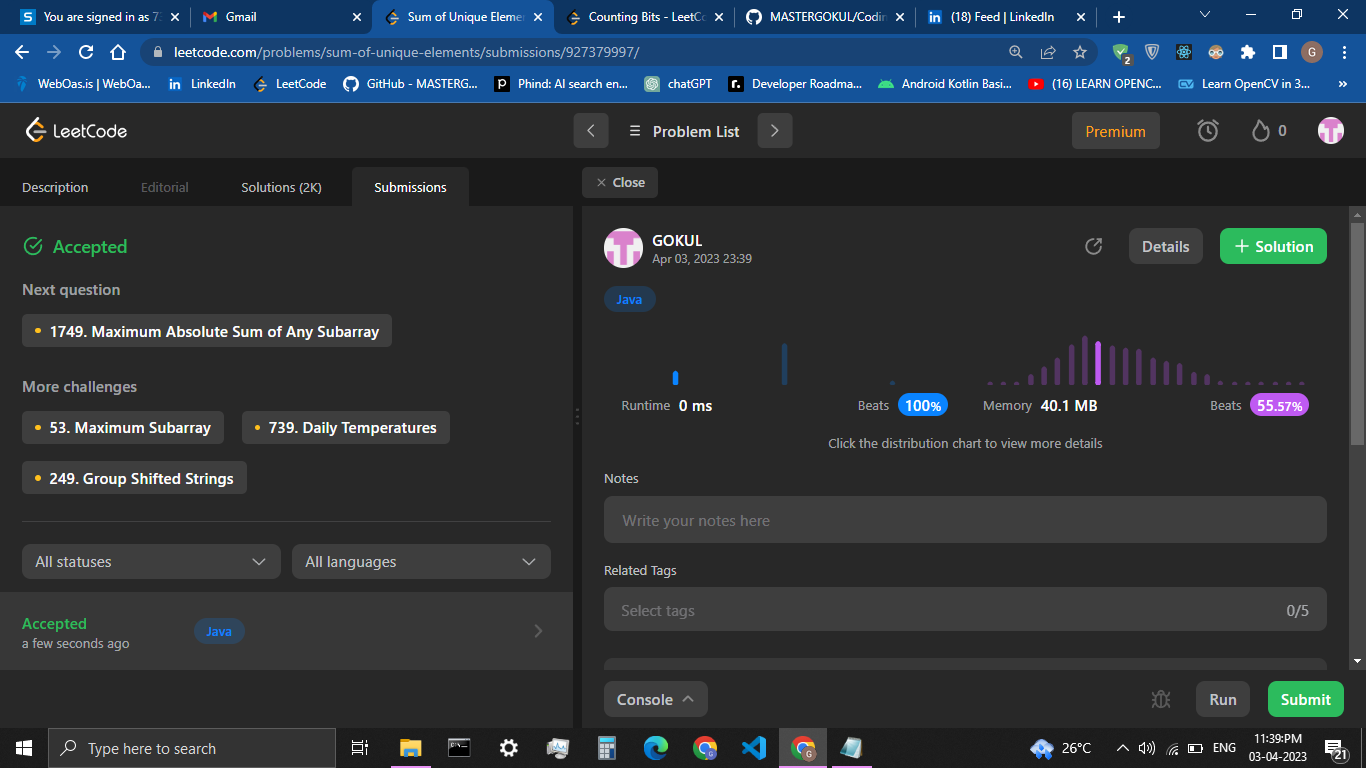 You are signed in as 7
Gmail
Sum of Unique Eleme
Counting Bits - LeetC
MASTERGOKUL/Codin
(18) Feed | LinkedIn
leetcode.com/problems/sum-of-unique-elements/submissions/927379997/
2
G
WebOas.is | WebOa...
LinkedIn
LeetCode
GitHub - MASTERG...
Phind: AI search en...
chatGPT
Developer Roadma...
Android Kotlin Basi...
(16) LEARN OPENC...
Learn OpenCV in 3...
»
LeetCode
Problem List
Premium
0
Description
Editorial
Solutions (2K)
Submissions
Close
Accepted
Next question
1749. Maximum Absolute Sum of Any Subarray
More challenges
53. Maximum Subarray
739. Daily Temperatures
249. Group Shifted Strings
All statuses
All languages
Accepted
a few seconds ago
Java
GOKUL
Apr 03, 2023 23:39
Details
+ Solution
Java
Runtime 0 ms
Beats 100%
Memory 40.1 MB
Beats 55.57%
Click the distribution chart to view more details
Notes
Write your notes here
Related Tags
Select tags
0/5
Console
Run
Submit
Type here to search
26°C
ENG
11:39 PM
03-04-2023
21